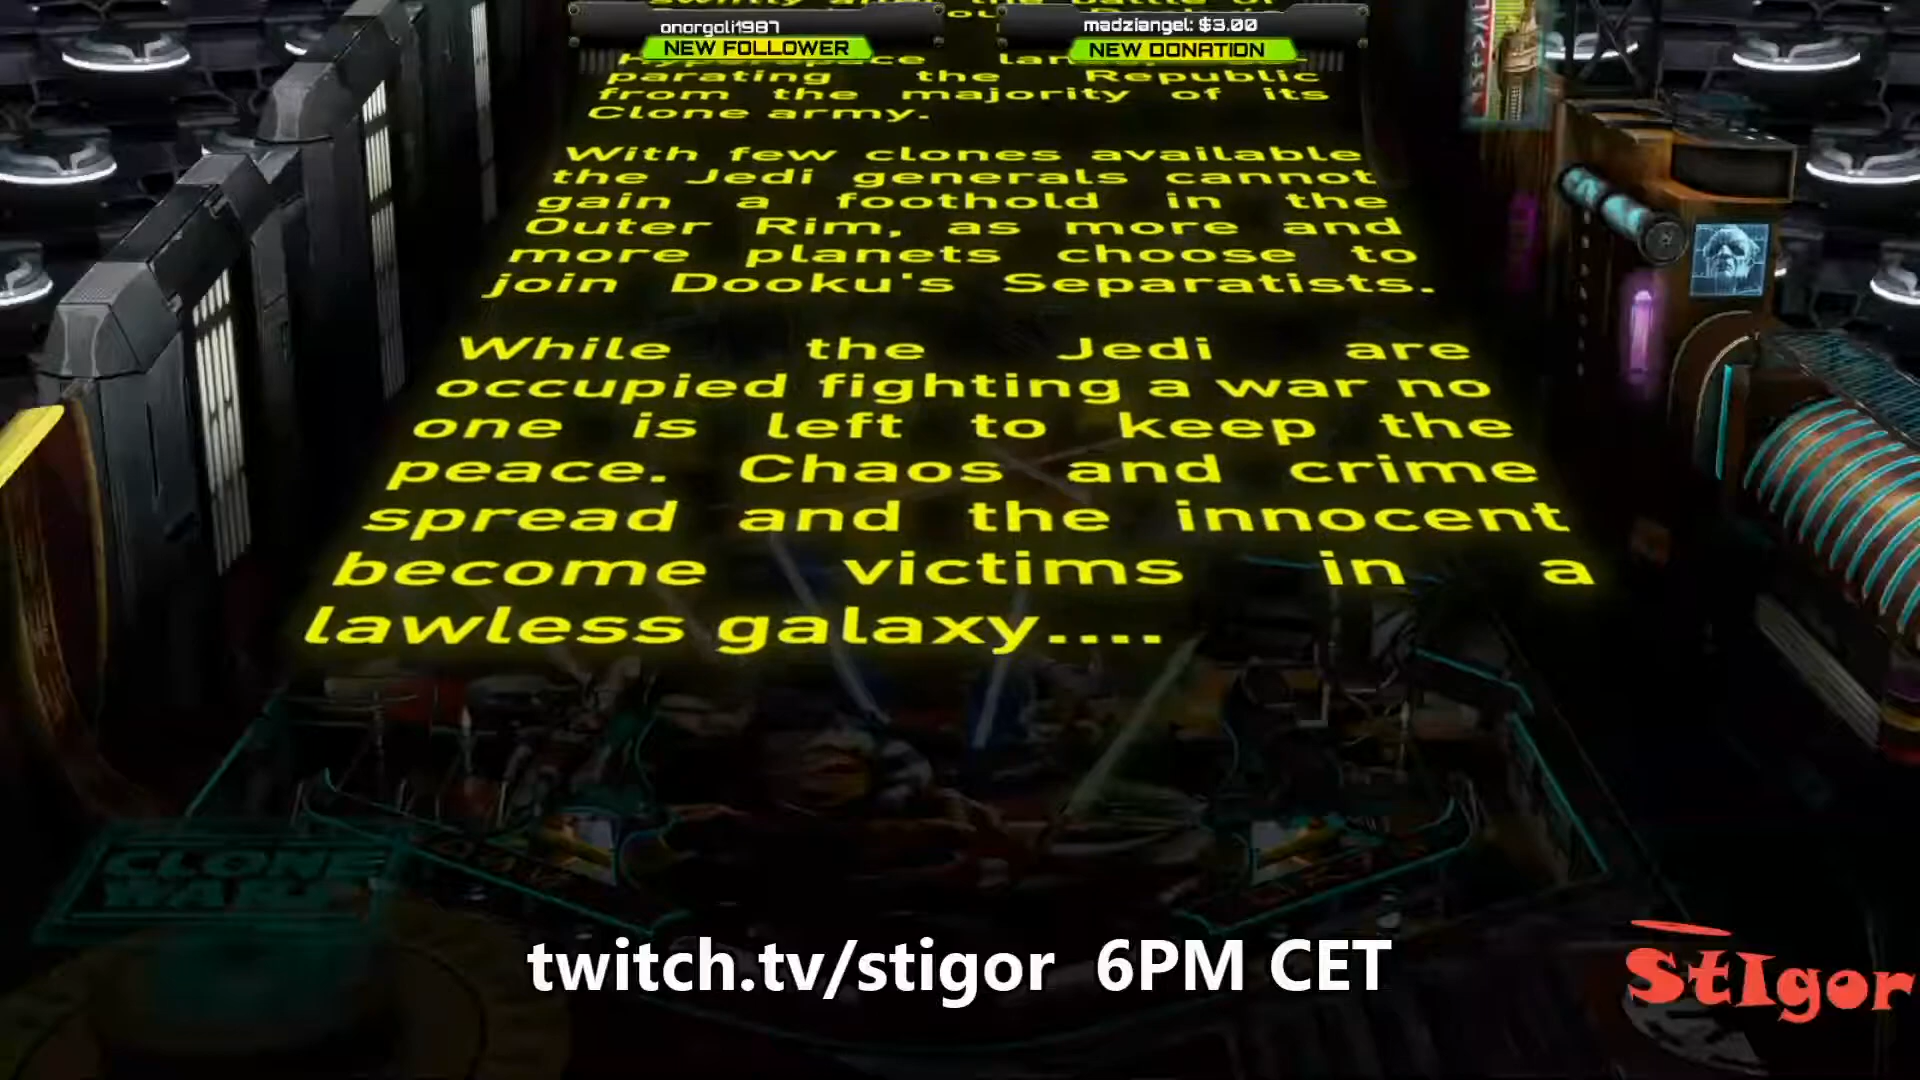 onorgoli1987
NEW FOLLOWER
madziangel: $3.00
NEW DONATION
parating the Republic
from the majority of its
Clone army.
With few clones available
the Jedi generals cannot
gain a foothold in the
Outer Rim, as more and
more planets choose to
join Dooku's Separatists.
While the Jedi are
occupied fighting a war no
one is left to keep the
peace. Chaos and crime
spread and the innocent
become victims in a
lawless galaxy....
CLONE
WARS
twitch.tv/stigor 6PM CET
StIgor